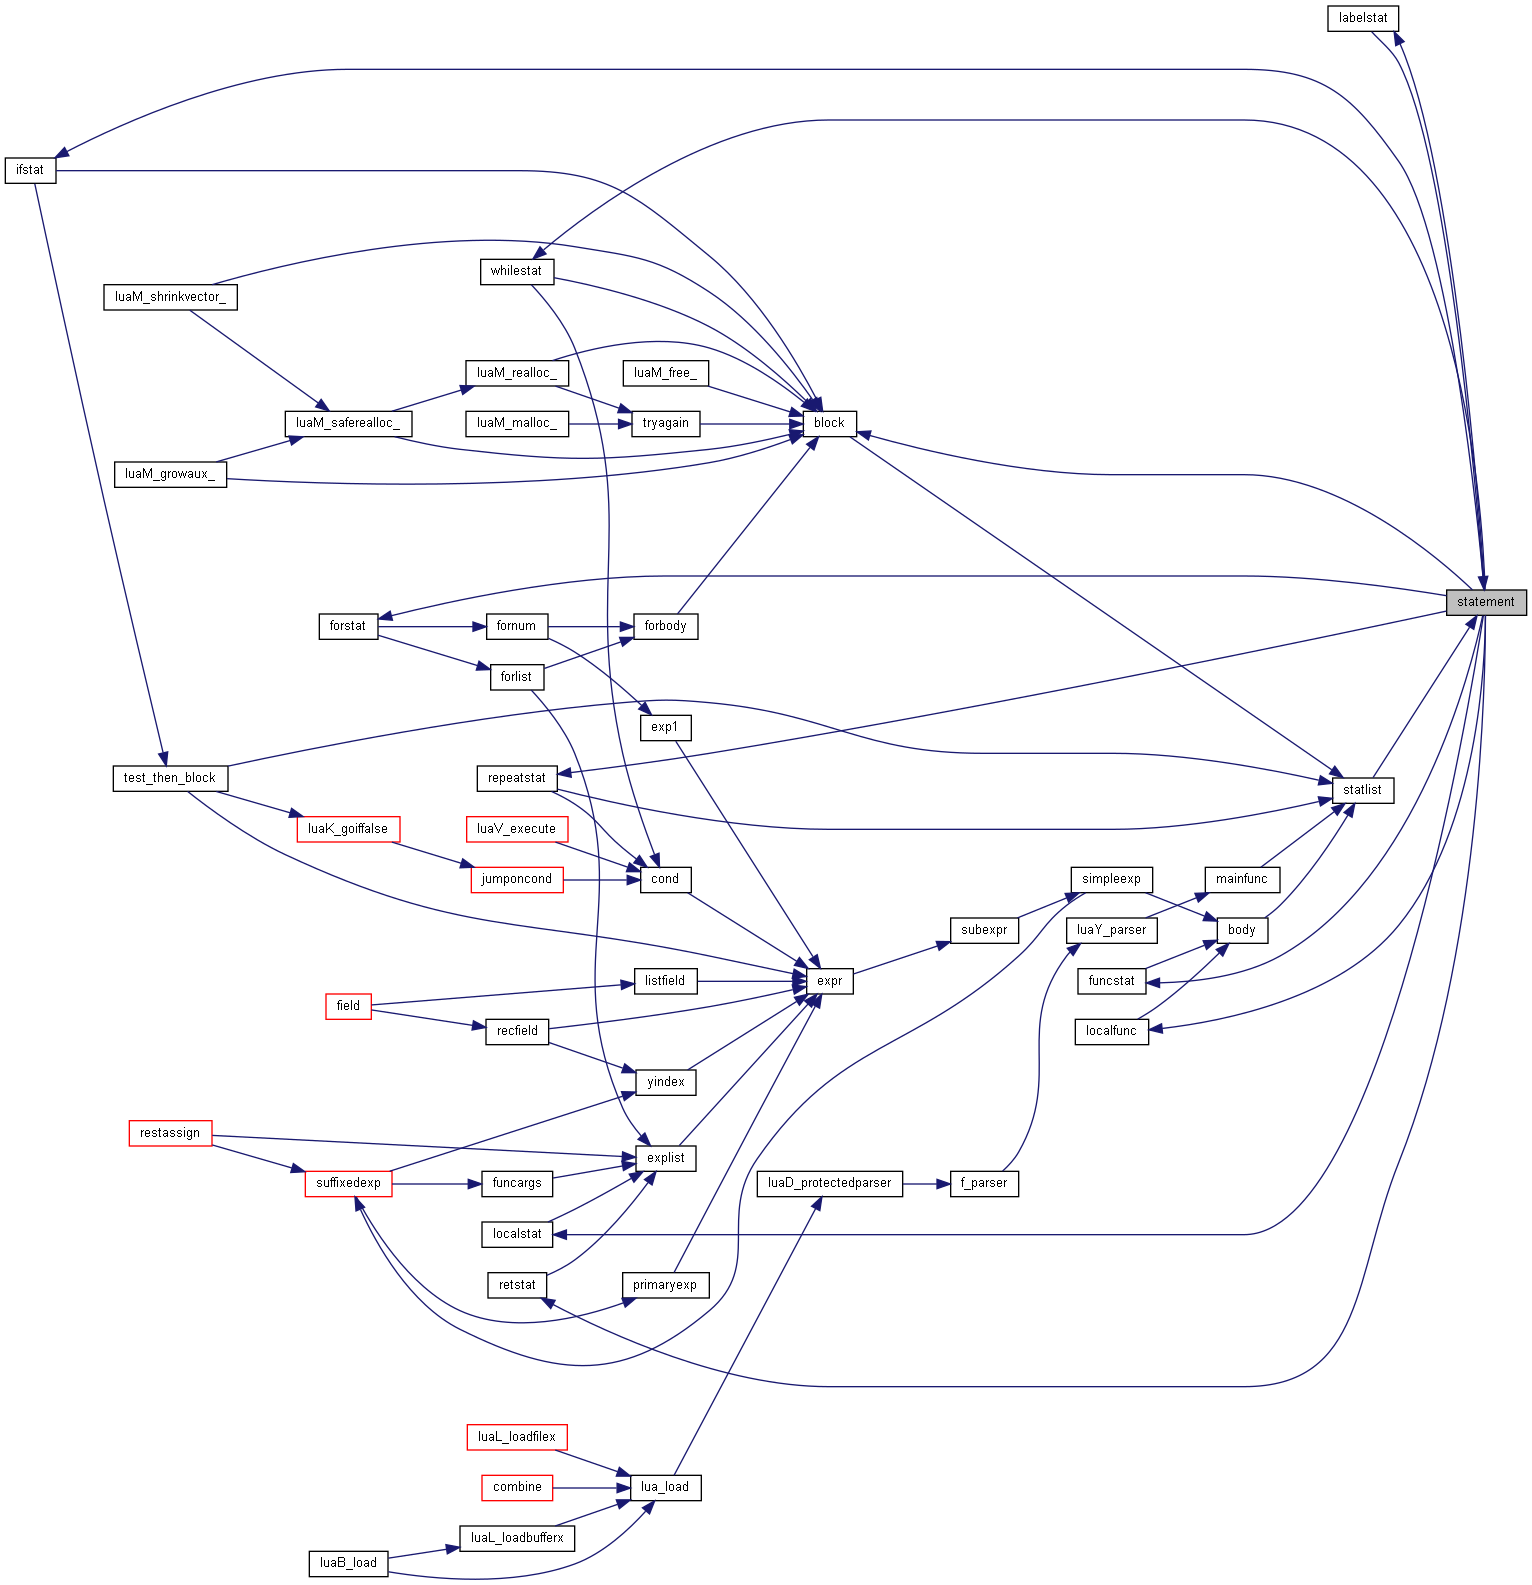 labelstat
ifstat
whilestat
luaM_shrinkvector_
luaM_realloc_
luaM_free_
luaM_saferealloc_
luaM_malloc_
tryagain
block
luaM_growaux_
statement
forstat
fornum
forbody
forlist
exp1
test_then_block
repeatstat
statlist
luaK_goiffalse
luaV_execute
jumponcond
cond
simpleexp
mainfunc
subexpr
luaY_parser
body
listfield
expr
funcstat
field
recfield
localfunc
yindex
restassign
explist
suffixedexp
funcargs
luaD_protectedparser
f_parser
localstat
retstat
primaryexp
luaL_loadfilex
combine
lua_load
luaL_loadbufferx
luaB_load